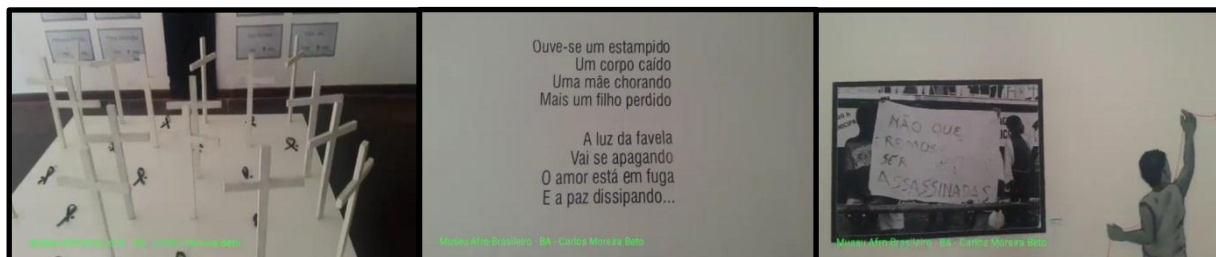 Ouve-se um estampido
Um corpo caído
Uma mãe chorando
Mais um filho perdido
A luz da favela
Vai se apagando
O amor está em fuga
E a paz dissipando...
Museu Afro Brasileiro - BA - Carlos Moreira Beto
NÃO QUE
REMOS
SER
ASSASSINADAS
Museu Afro Brasileiro - BA - Carlos Moreira Beto